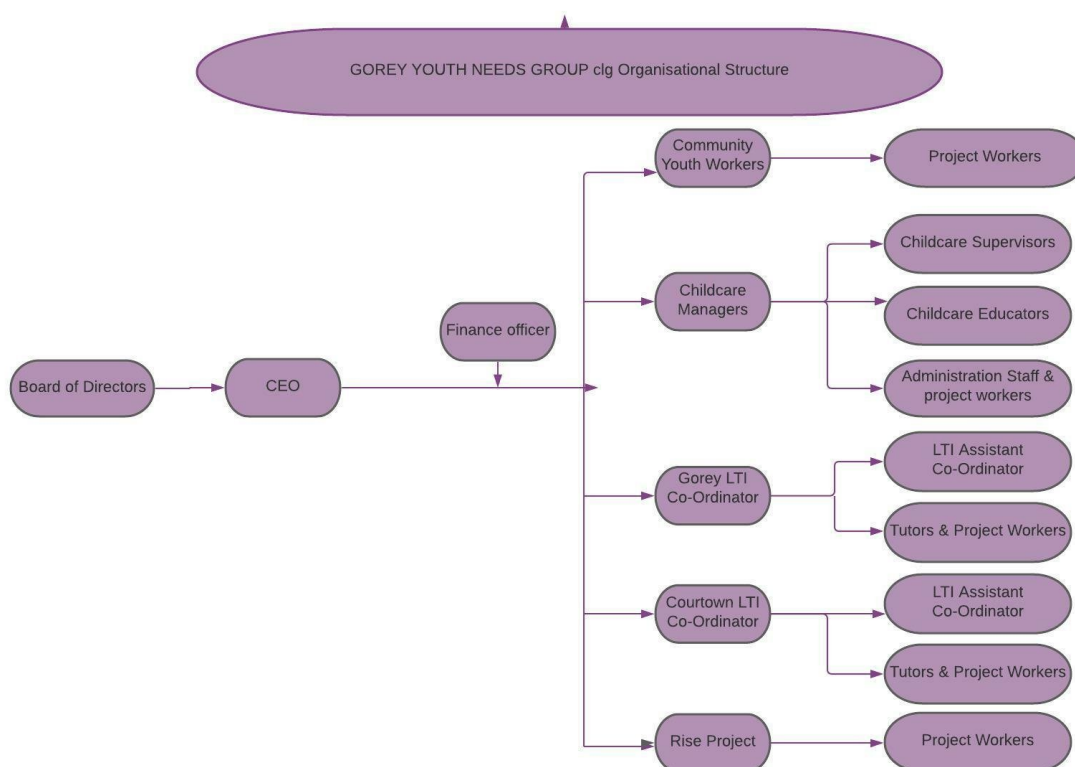 GOREY YOUTH NEEDS GROUP clg Organisational Structure
Community
Youth Workers
Project Workers
Childcare Supervisors
Childcare
Managers
Childcare Educators
Finance officer
Board of Directors
CEO
Administration Staff &
project workers
LTI Assistant
Co-Ordinator
Gorey LTI
Co-Ordinator
Tutors & Project Workers
LTI Assistant
Co-Ordinator
Courtown LTI
Co-Ordinator
Tutors & Project Workers
Rise Project
Project Workers